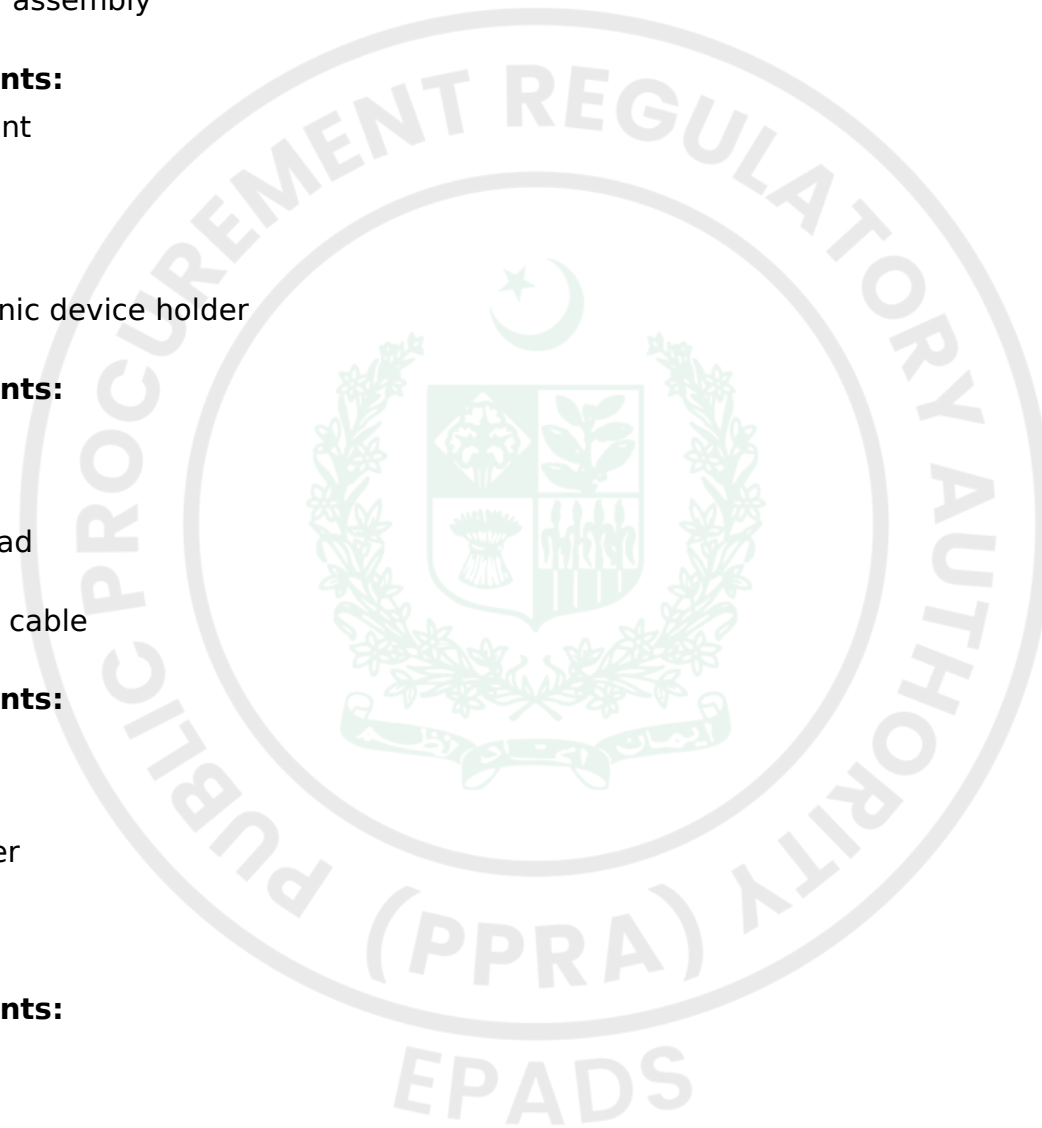 assembly
nts:
nt
nic device holder
nts:
ad
cable
nts:
er
nts:
PUBLIC PROCUREMENT REGULATORY AUTHORITY
(PPRA)
EPADS